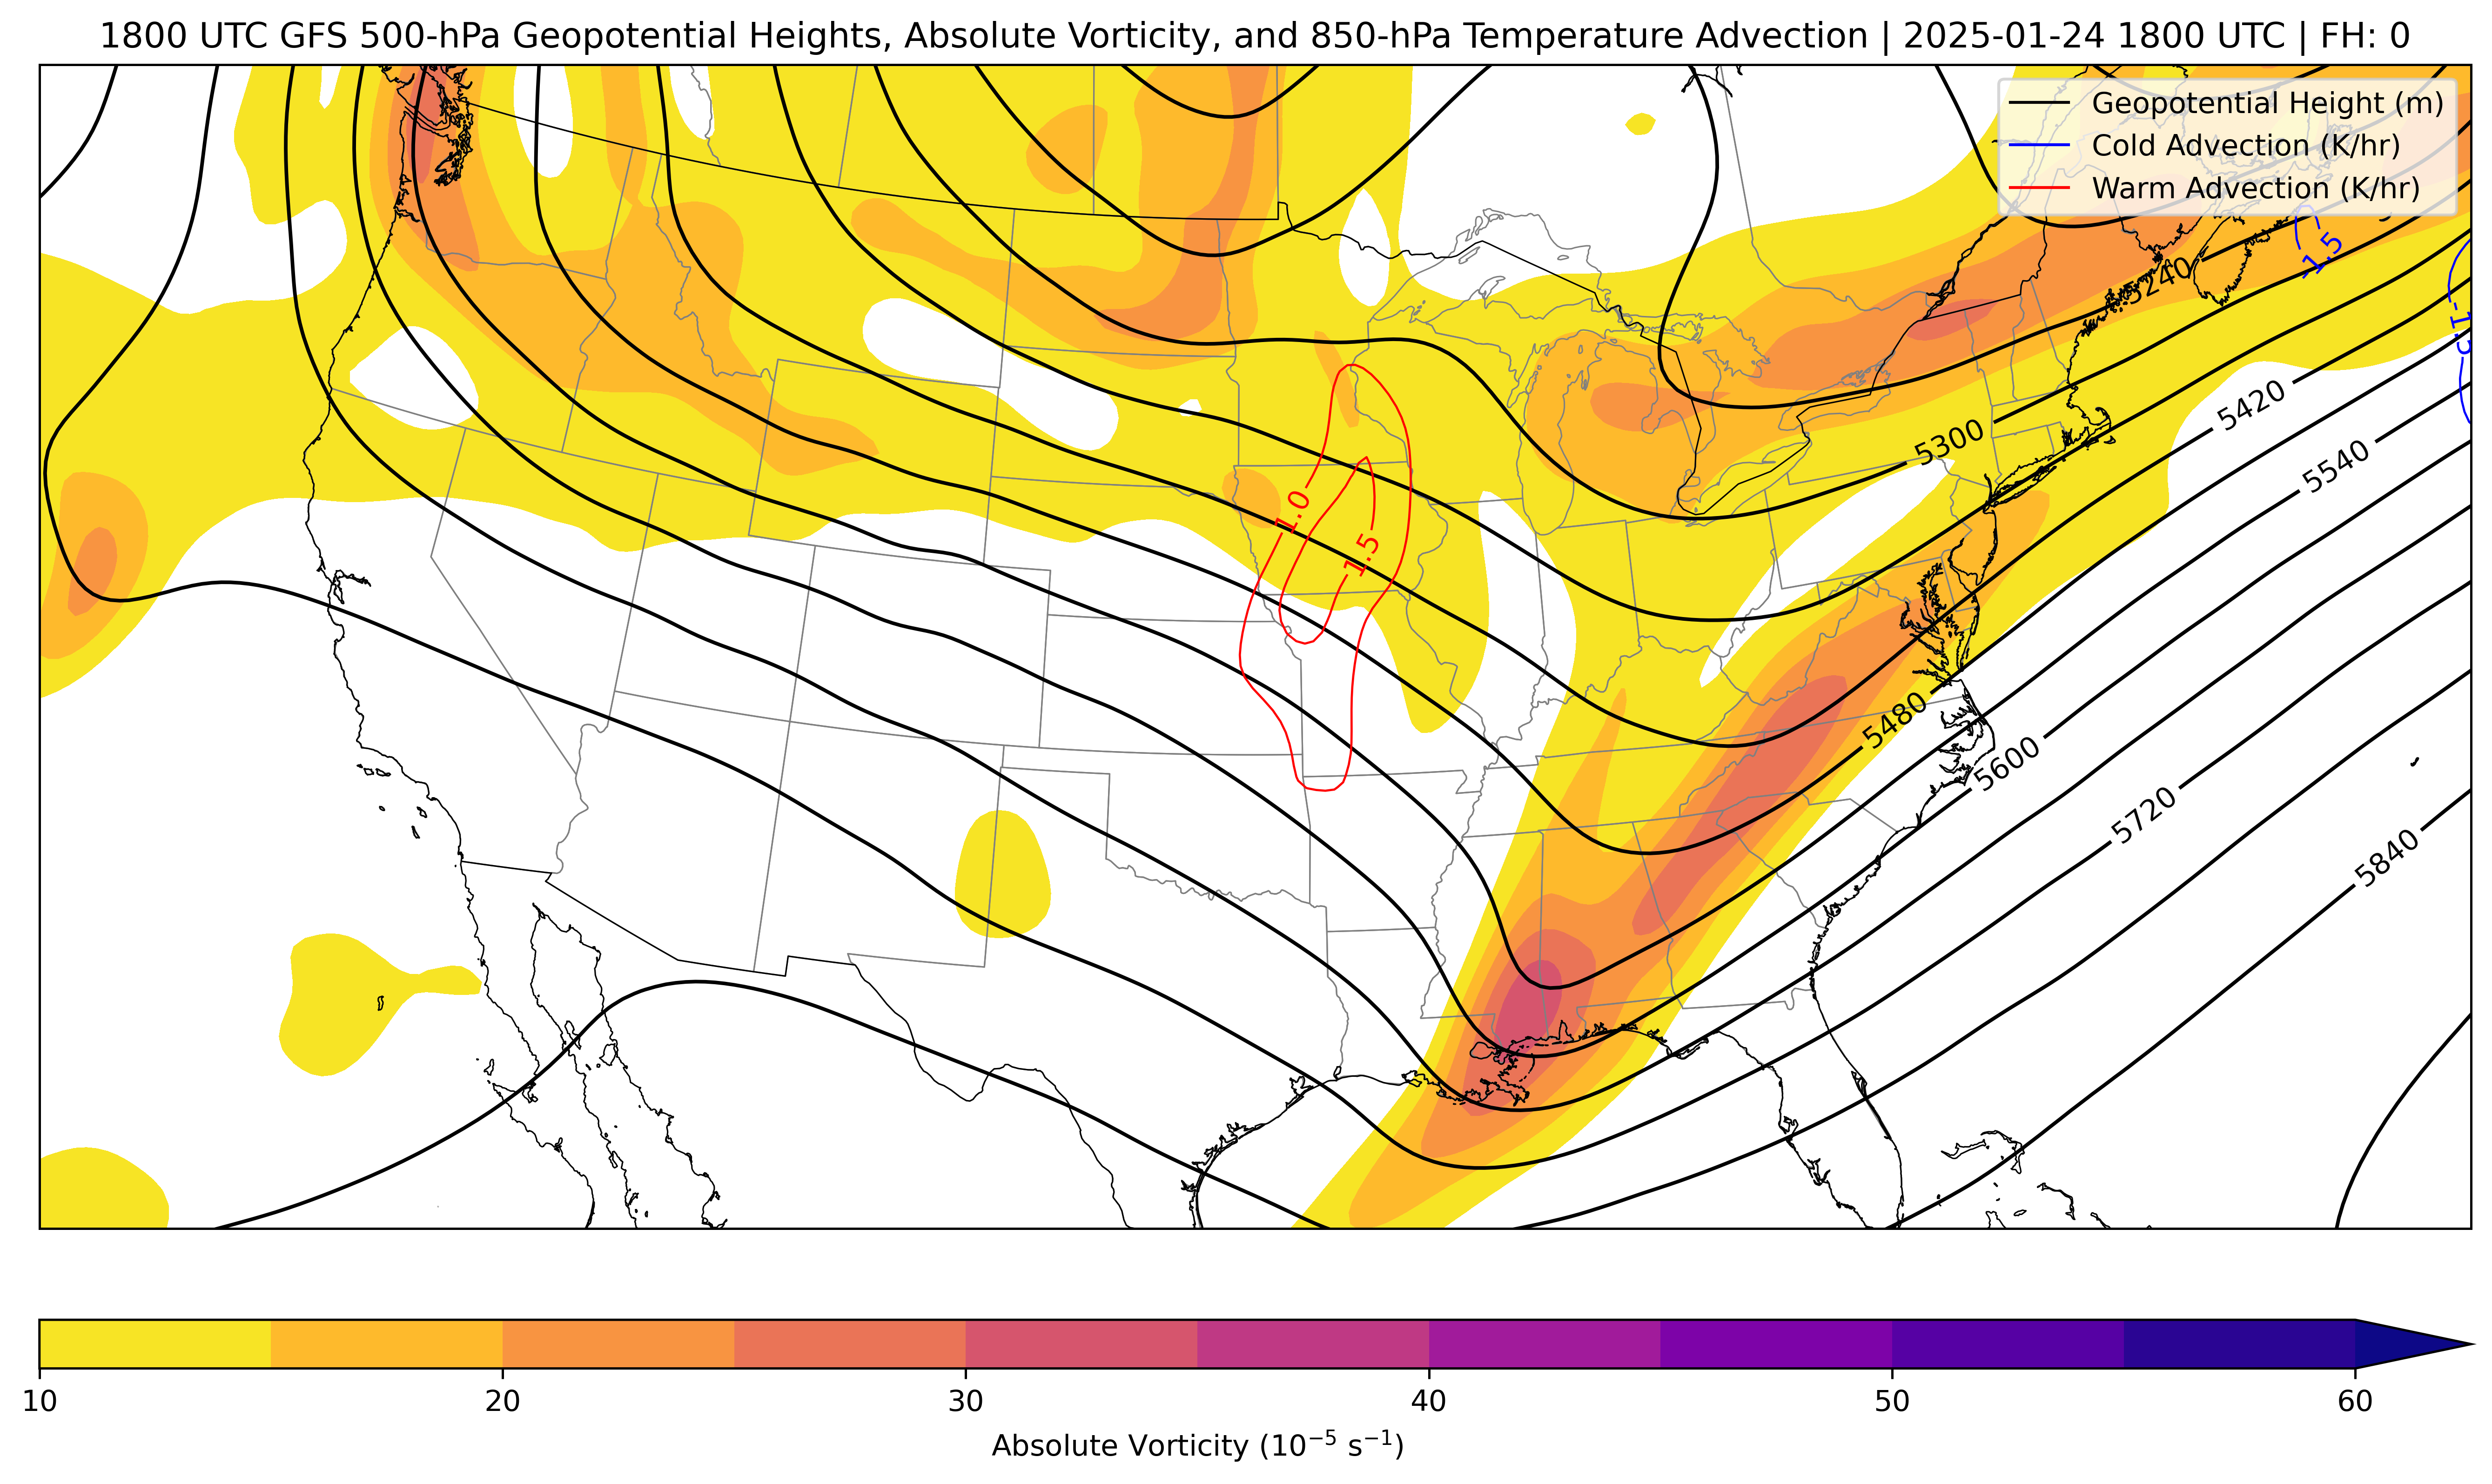 1800 UTC GFS 500-hPa Geopotential Heights, Absolute Vorticity, and 850-hPa Temperature Advection | 2025-01-24 1800 UTC | FH: 0
Geopotential Height (m)
Cold Advection (K/hr)
Warm Advection (K/hr)
-1.5
5240
-1.5
5420
5300
5540
1.0
1.5
5480
5600
5720
5840
10 20 30 40 50 60
Absolute Vorticity (10⁻⁵ s⁻¹)